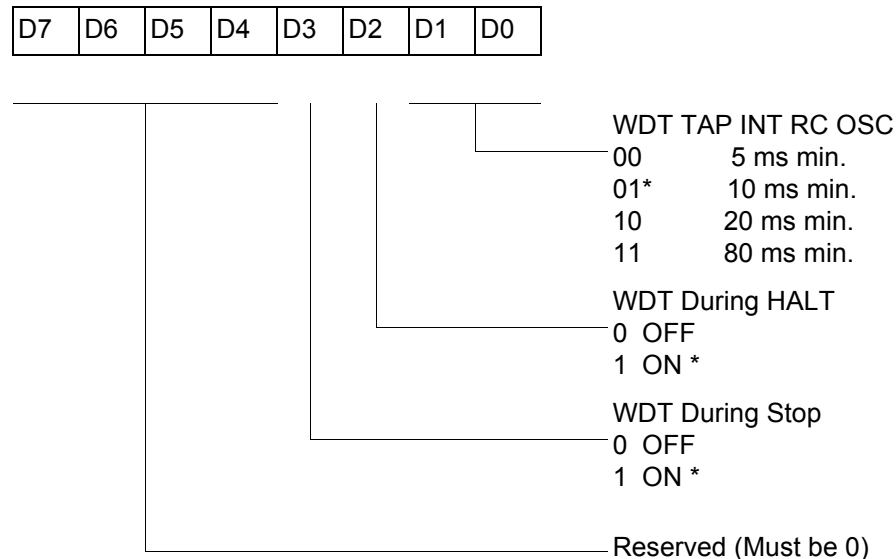 D7 D6 D5 D4 D3 D2 D1 D0
WDT TAP INT RC OSC
00 5 ms min.
01* 10 ms min.
10 20 ms min.
11 80 ms min.
WDT During HALT
0 OFF
1 ON *
WDT During Stop
0 OFF
1 ON *
Reserved (Must be 0)